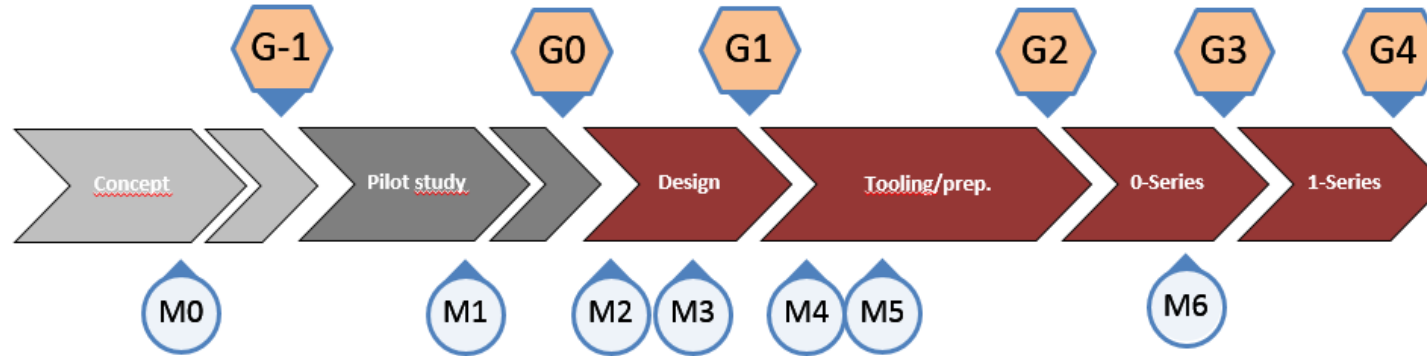 G-1
G0
G1
G2
G3
G4
Concept
Pilot study
Design
Tooling/prep.
0-Series
1-Series
M0
M1
M2
M3
M4
M5
M6